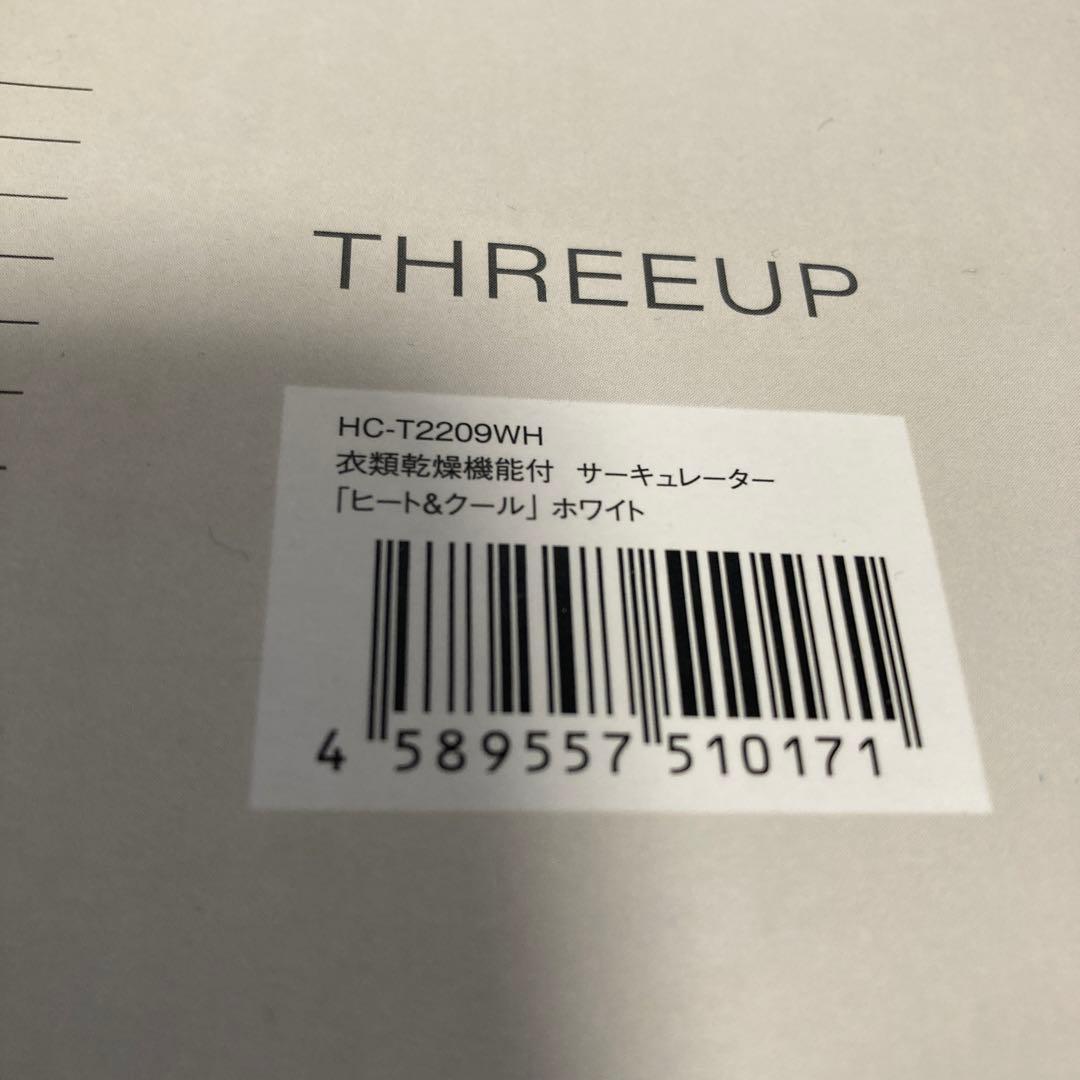 THREEUP
HC-T2209WH
衣類乾燥機能付 サーキュレーター
「ヒート&クール」ホワイト
4 589557 510171